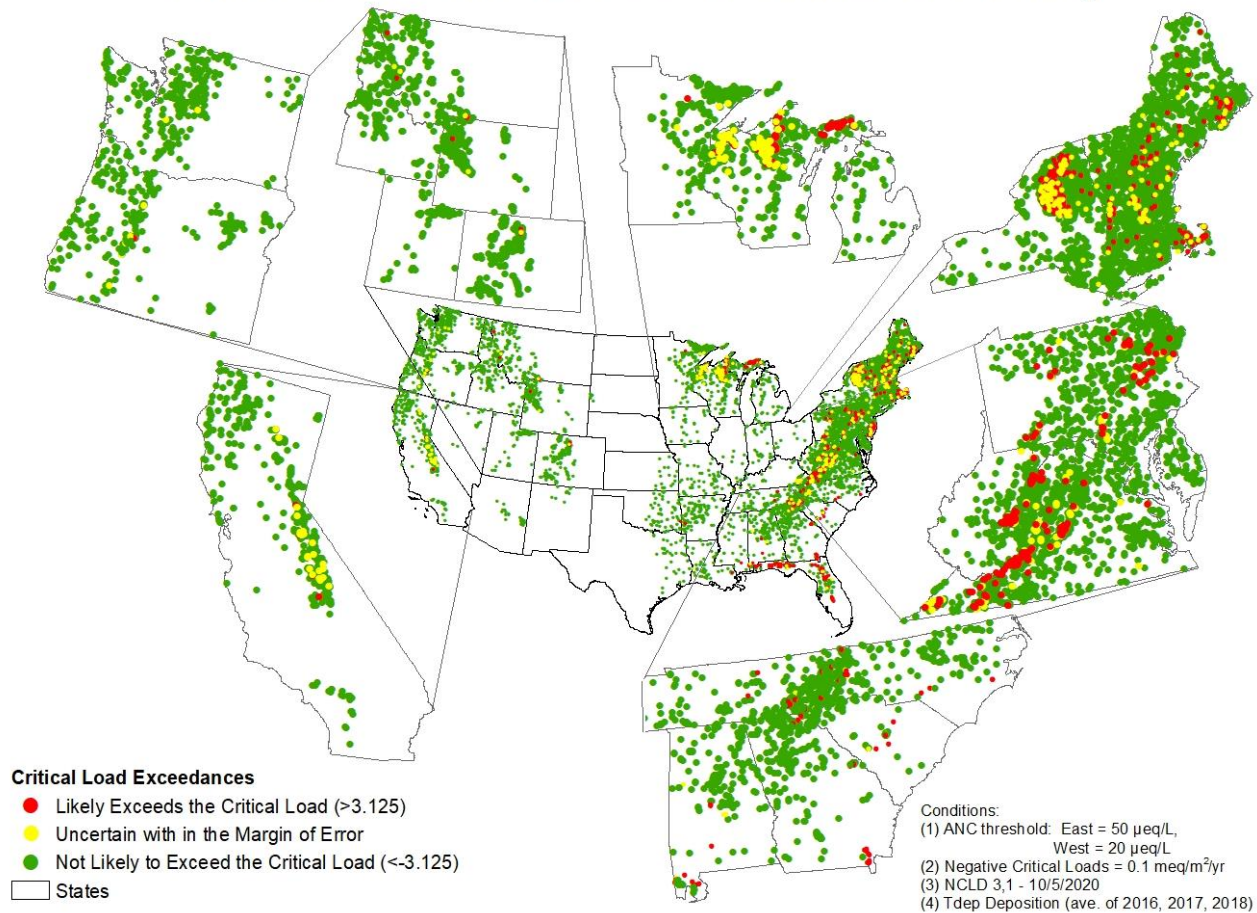 Critical Load Exceedances
Likely Exceeds the Critical Load (>3.125)
Uncertain with in the Margin of Error
Not Likely to Exceed the Critical Load (<-3.125)
States
Conditions:
(1) ANC threshold: East = 50 µeq/L,
West = 20 µeq/L
(2) Negative Critical Loads = 0.1 meq/m²/yr
(3) NCLD 3,1 - 10/5/2020
(4) Tdep Deposition (ave. of 2016, 2017, 2018)